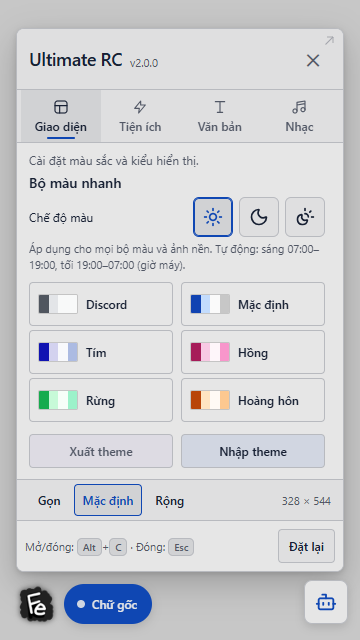 Ultimate RC v2.0.0
Giao diện Tiện ích Văn bản Nhạc
Cài đặt màu sắc và kiểu hiển thị.
Bộ màu nhanh
Chế độ màu
Áp dụng cho mọi bộ màu và ảnh nền. Tự động: sáng 07:00–
19:00, tối 19:00–07:00 (giờ máy).
Discord Mặc định
Tím Hồng
Rừng Hoàng hôn
Xuất theme Nhập theme
Gọn Mặc định Rộng 328 × 544
Mở/đóng: Alt + C · Đóng: Esc Đặt lại
Fe Chữ gốc